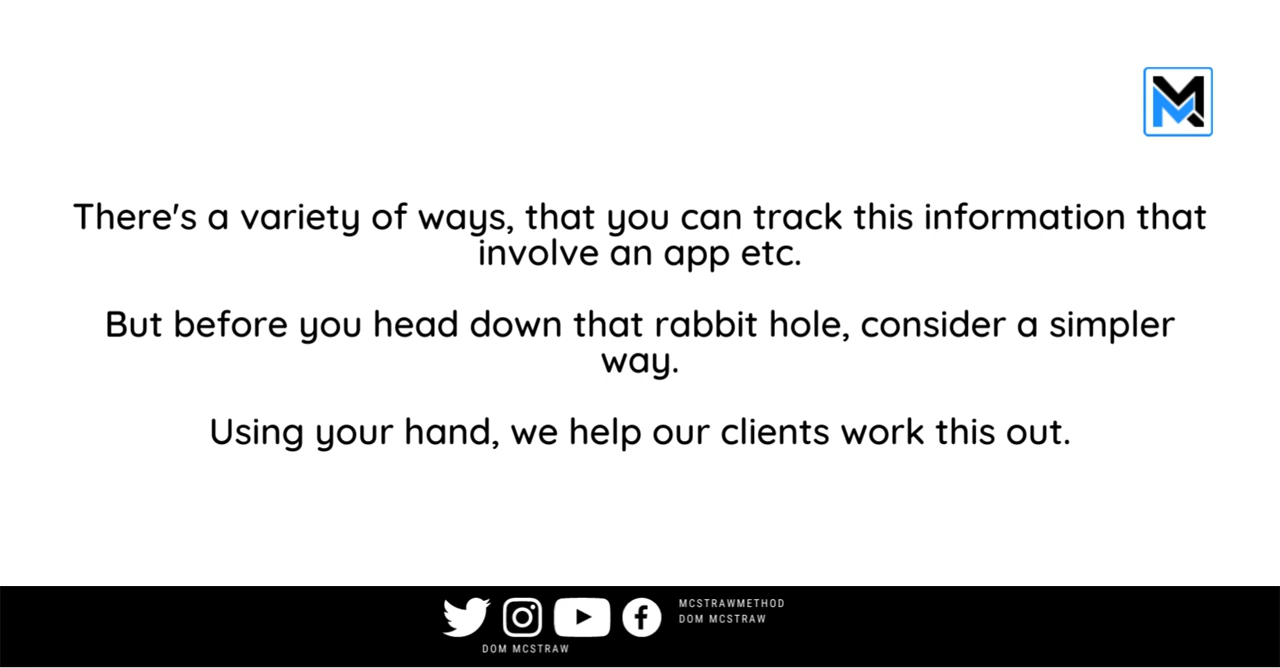 There's a variety of ways, that you can track this information that
involve an app etc.
But before you head down that rabbit hole, consider a simpler
way.
Using your hand, we help our clients work this out.
MCSTRAWMETHOD
DOM MCSTRAW
DOM MCSTRAW